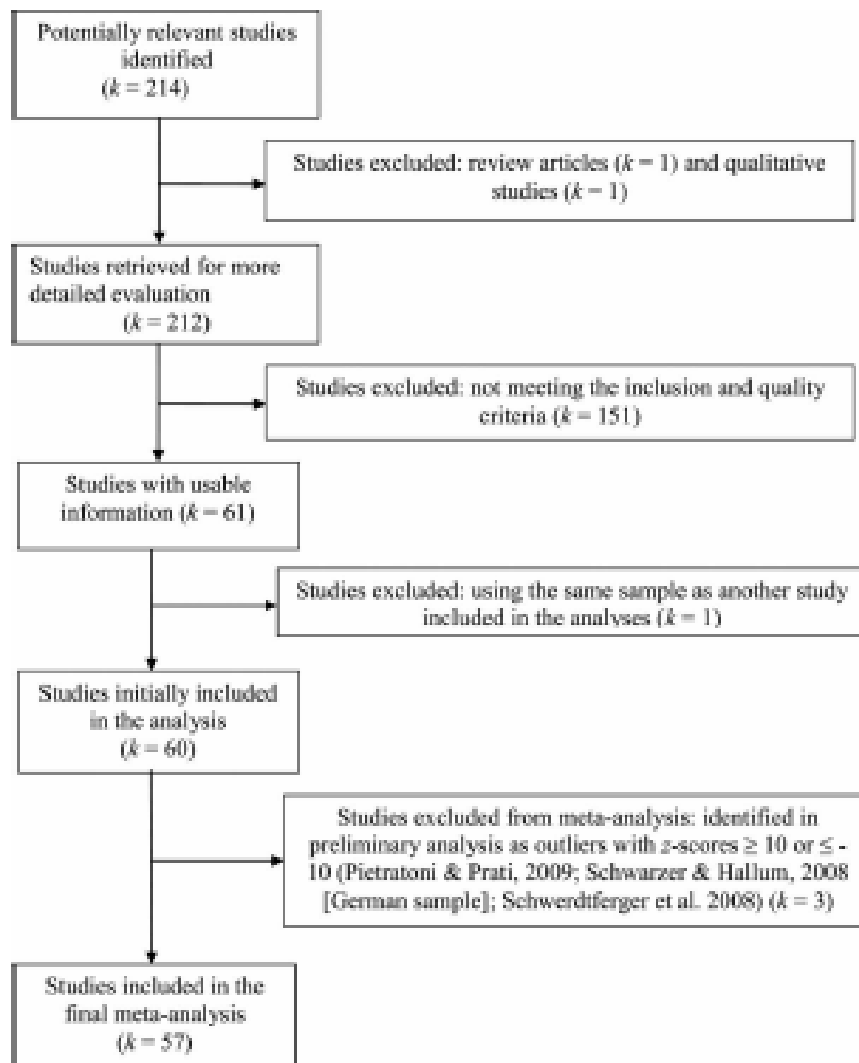 Potentially relevant studies
identified
(k = 214)
Studies excluded: review articles (k = 1) and qualitative
studies (k = 1)
Studies retrieved for more
detailed evaluation
(k = 212)
Studies excluded: not meeting the inclusion and quality
criteria (k = 151)
Studies with usable
information (k = 61)
Studies excluded: using the same sample as another study
included in the analyses (k = 1)
Studies initially included
in the analysis
(k = 60)
Studies excluded from meta-analysis: identified in
preliminary analysis as outliers with z-scores ≥ 10 or ≤ -
10 (Pietratoni & Prati, 2009; Schwarzer & Hallum, 2008
[German sample]; Schwerdtferger et al. 2008) (k = 3)
Studies included in the
final meta-analysis
(k = 57)